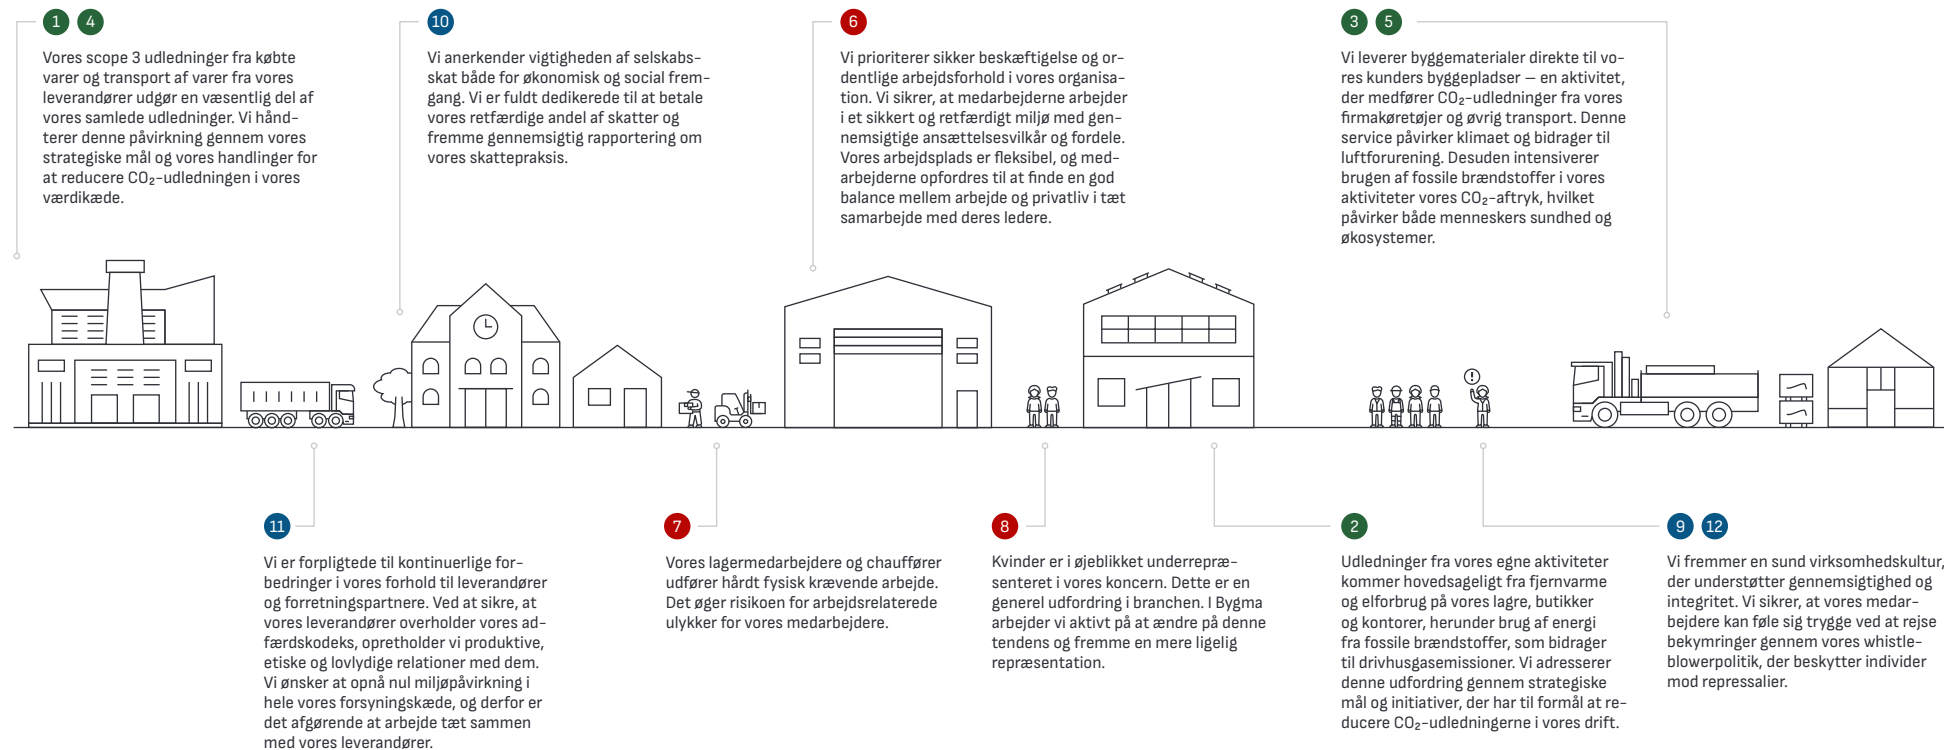 1 4
Vores scope 3 udledninger fra købte
varer og transport af varer fra vores
leverandører udgør en væsentlig del af
vores samlede udledninger. Vi hånd-
terer denne påvirkning gennem vores
strategiske mål og vores handlinger for
at reducere CO₂-udledningen i vores
værdikæde.
10
Vi anerkender vigtigheden af selskabs-
skat både for økonomisk og social frem-
gang. Vi er fuldt dedikerede til at betale
vores retfærdige andel af skatter og
fremme gennemsigtig rapportering om
vores skattepraksis.
6
Vi prioriterer sikker beskæftigelse og or-
dentlige arbejdsforhold i vores organisa-
tion. Vi sikrer, at medarbejderne arbejder
i et sikkert og retfærdigt miljø med gen-
nemsigtige ansættelsesvilkår og fordele.
Vores arbejdsplads er fleksibel, og med-
arbejderne opfordres til at finde en god
balance mellem arbejde og privatliv i tæt
samarbejde med deres ledere.
3 5
Vi leverer byggematerialer direkte til vo-
res kunders byggepladser – en aktivitet,
der medfører CO₂-udledninger fra vores
firmakøretøjer og øvrig transport. Denne
service påvirker klimaet og bidrager til
luftforurening. Desuden intensiverer
brugen af fossile brændstoffer i vores
aktiviteter vores CO₂-aftryk, hvilket
påvirker både menneskers sundhed og
økosystemer.
!
11
Vi er forpligtede til kontinuerlige for-
bedringer i vores forhold til leverandører
og forretningspartnere. Ved at sikre, at
vores leverandører overholder vores ad-
færdskodeks, opretholder vi produktive,
etiske og lovlydige relationer med dem.
Vi ønsker at opnå nul miljøpåvirkning i
hele vores forsyningskæde, og derfor er
det afgørende at arbejde tæt sammen
med vores leverandører.
7
Vores lagermedarbejdere og chauffører
udfører hårdt fysisk krævende arbejde.
Det øger risikoen for arbejdsrelaterede
ulykker for vores medarbejdere.
8
Kvinder er i øjeblikket underrepræ-
senteret i vores koncern. Dette er en
generel udfordring i branchen. I Bygma
arbejder vi aktivt på at ændre på denne
tendens og fremme en mere ligelig
repræsentation.
2
Udledninger fra vores egne aktiviteter
kommer hovedsageligt fra fjernvarme
og elforbrug på vores lagre, butikker
og kontorer, herunder brug af energi
fra fossile brændstoffer, som bidrager
til drivhusgasemissioner. Vi adresserer
denne udfordring gennem strategiske
mål og initiativer, der har til formål at re-
ducere CO₂-udledningerne i vores drift.
9 12
Vi fremmer en sund virksomhedskultur,
der understøtter gennemsigtighed og
integritet. Vi sikrer, at vores medar-
bejdere kan føle sig trygge ved at rejse
bekymringer gennem vores whistle-
blowerpolitik, der beskytter individer
mod repressalier.